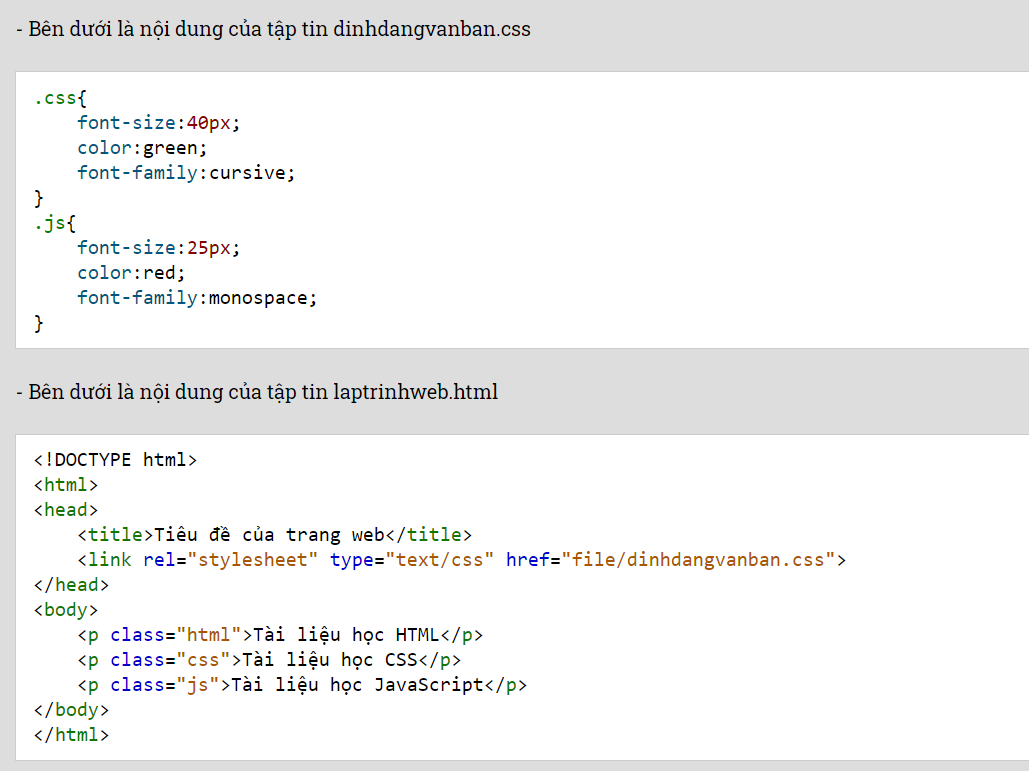 - Bên dưới là nội dung của tập tin dinhdangvanban.css
.css{
    font-size:40px;
    color:green;
    font-family:cursive;
}
.js{
    font-size:25px;
    color:red;
    font-family:monospace;
}
- Bên dưới là nội dung của tập tin laptrinhweb.html
<!DOCTYPE html>
<html>
<head>
    <title>Tiêu đề của trang web</title>
    <link rel="stylesheet" type="text/css" href="file/dinhdangvanban.css">
</head>
<body>
    <p class="html">Tài liệu học HTML</p>
    <p class="css">Tài liệu học CSS</p>
    <p class="js">Tài liệu học JavaScript</p>
</body>
</html>